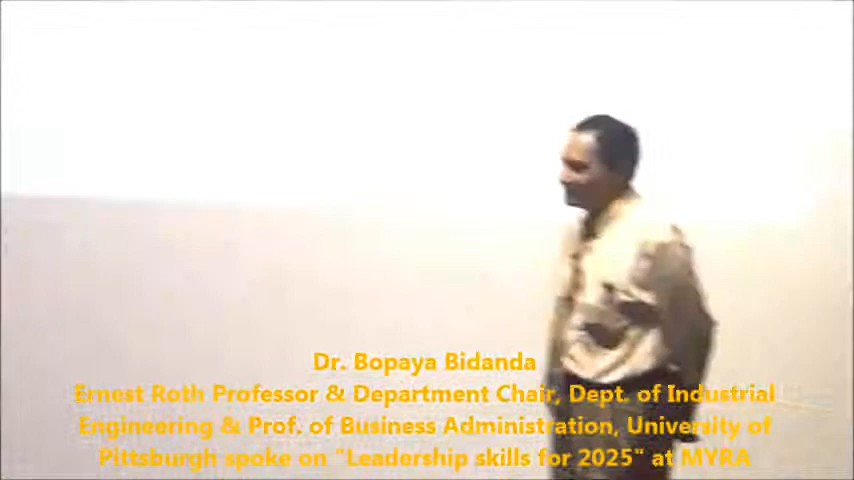 Dr. Bopaya Bidanda
Ernest Roth Professor & Department Chair, Dept. of Industrial
Engineering & Prof. of Business Administration, University of
Pittsburgh spoke on "Leadership skills for 2025" at MYRA